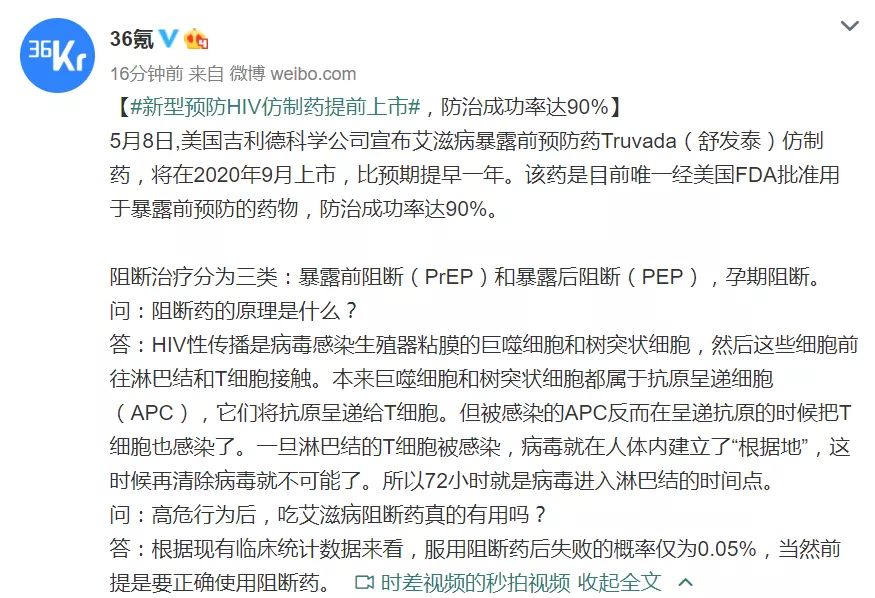 36Kr
36氪
16分钟前 来自 微博 weibo.com
【#新型预防HIV仿制药提前上市#，防治成功率达90%】
5月8日,美国吉利德科学公司宣布艾滋病暴露前预防药Truvada（舒发泰）仿制
药，将在2020年9月上市，比预期提早一年。该药是目前唯一经美国FDA批准用
于暴露前预防的药物，防治成功率达90%。
阻断治疗分为三类：暴露前阻断（PrEP）和暴露后阻断（PEP），孕期阻断。
问：阻断药的原理是什么？
答：HIV性传播是病毒感染生殖器粘膜的巨噬细胞和树突状细胞，然后这些细胞前
往淋巴结和T细胞接触。本来巨噬细胞和树突状细胞都属于抗原呈递细胞
（APC），它们将抗原呈递给T细胞。但被感染的APC反而在呈递抗原的时候把T
细胞也感染了。一旦淋巴结的T细胞被感染，病毒就在人体内建立了“根据地”，这
时候再清除病毒就不可能了。所以72小时就是病毒进入淋巴结的时间点。
问：高危行为后，吃艾滋病阻断药真的有用吗？
答：根据现有临床统计数据来看，服用阻断药后失败的概率仅为0.05%，当然前
提是要正确使用阻断药。 时差视频的秒拍视频 收起全文